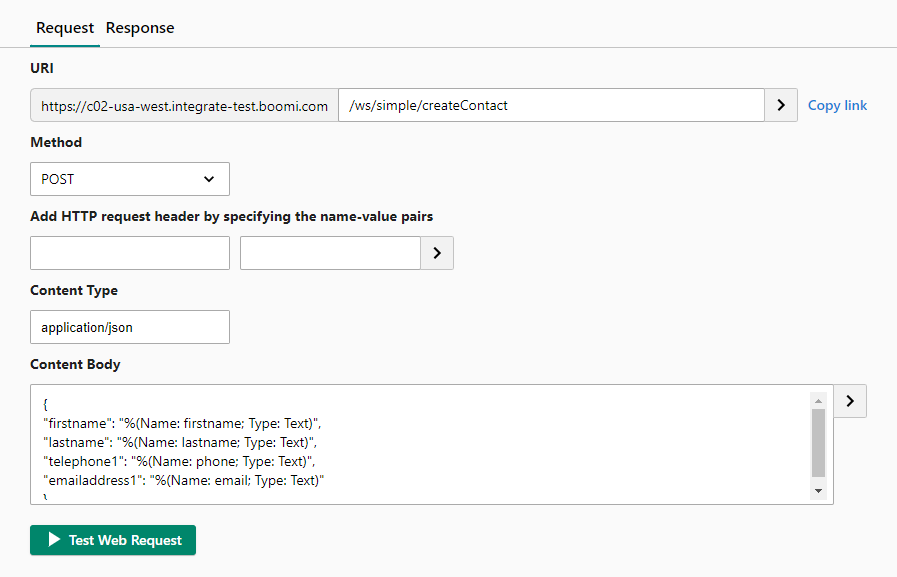 Request Response
URI
https://c02-usa-west.integrate-test.boomi.com /ws/simple/createContact Copy link
Method
POST
Add HTTP request header by specifying the name-value pairs
Content Type
application/json
Content Body
{
"firstname": "%(Name: firstname; Type: Text)",
"lastname": "%(Name: lastname; Type: Text)",
"telephone1": "%(Name: phone; Type: Text)",
"emailaddress1": "%(Name: email; Type: Text)"
}
Test Web Request